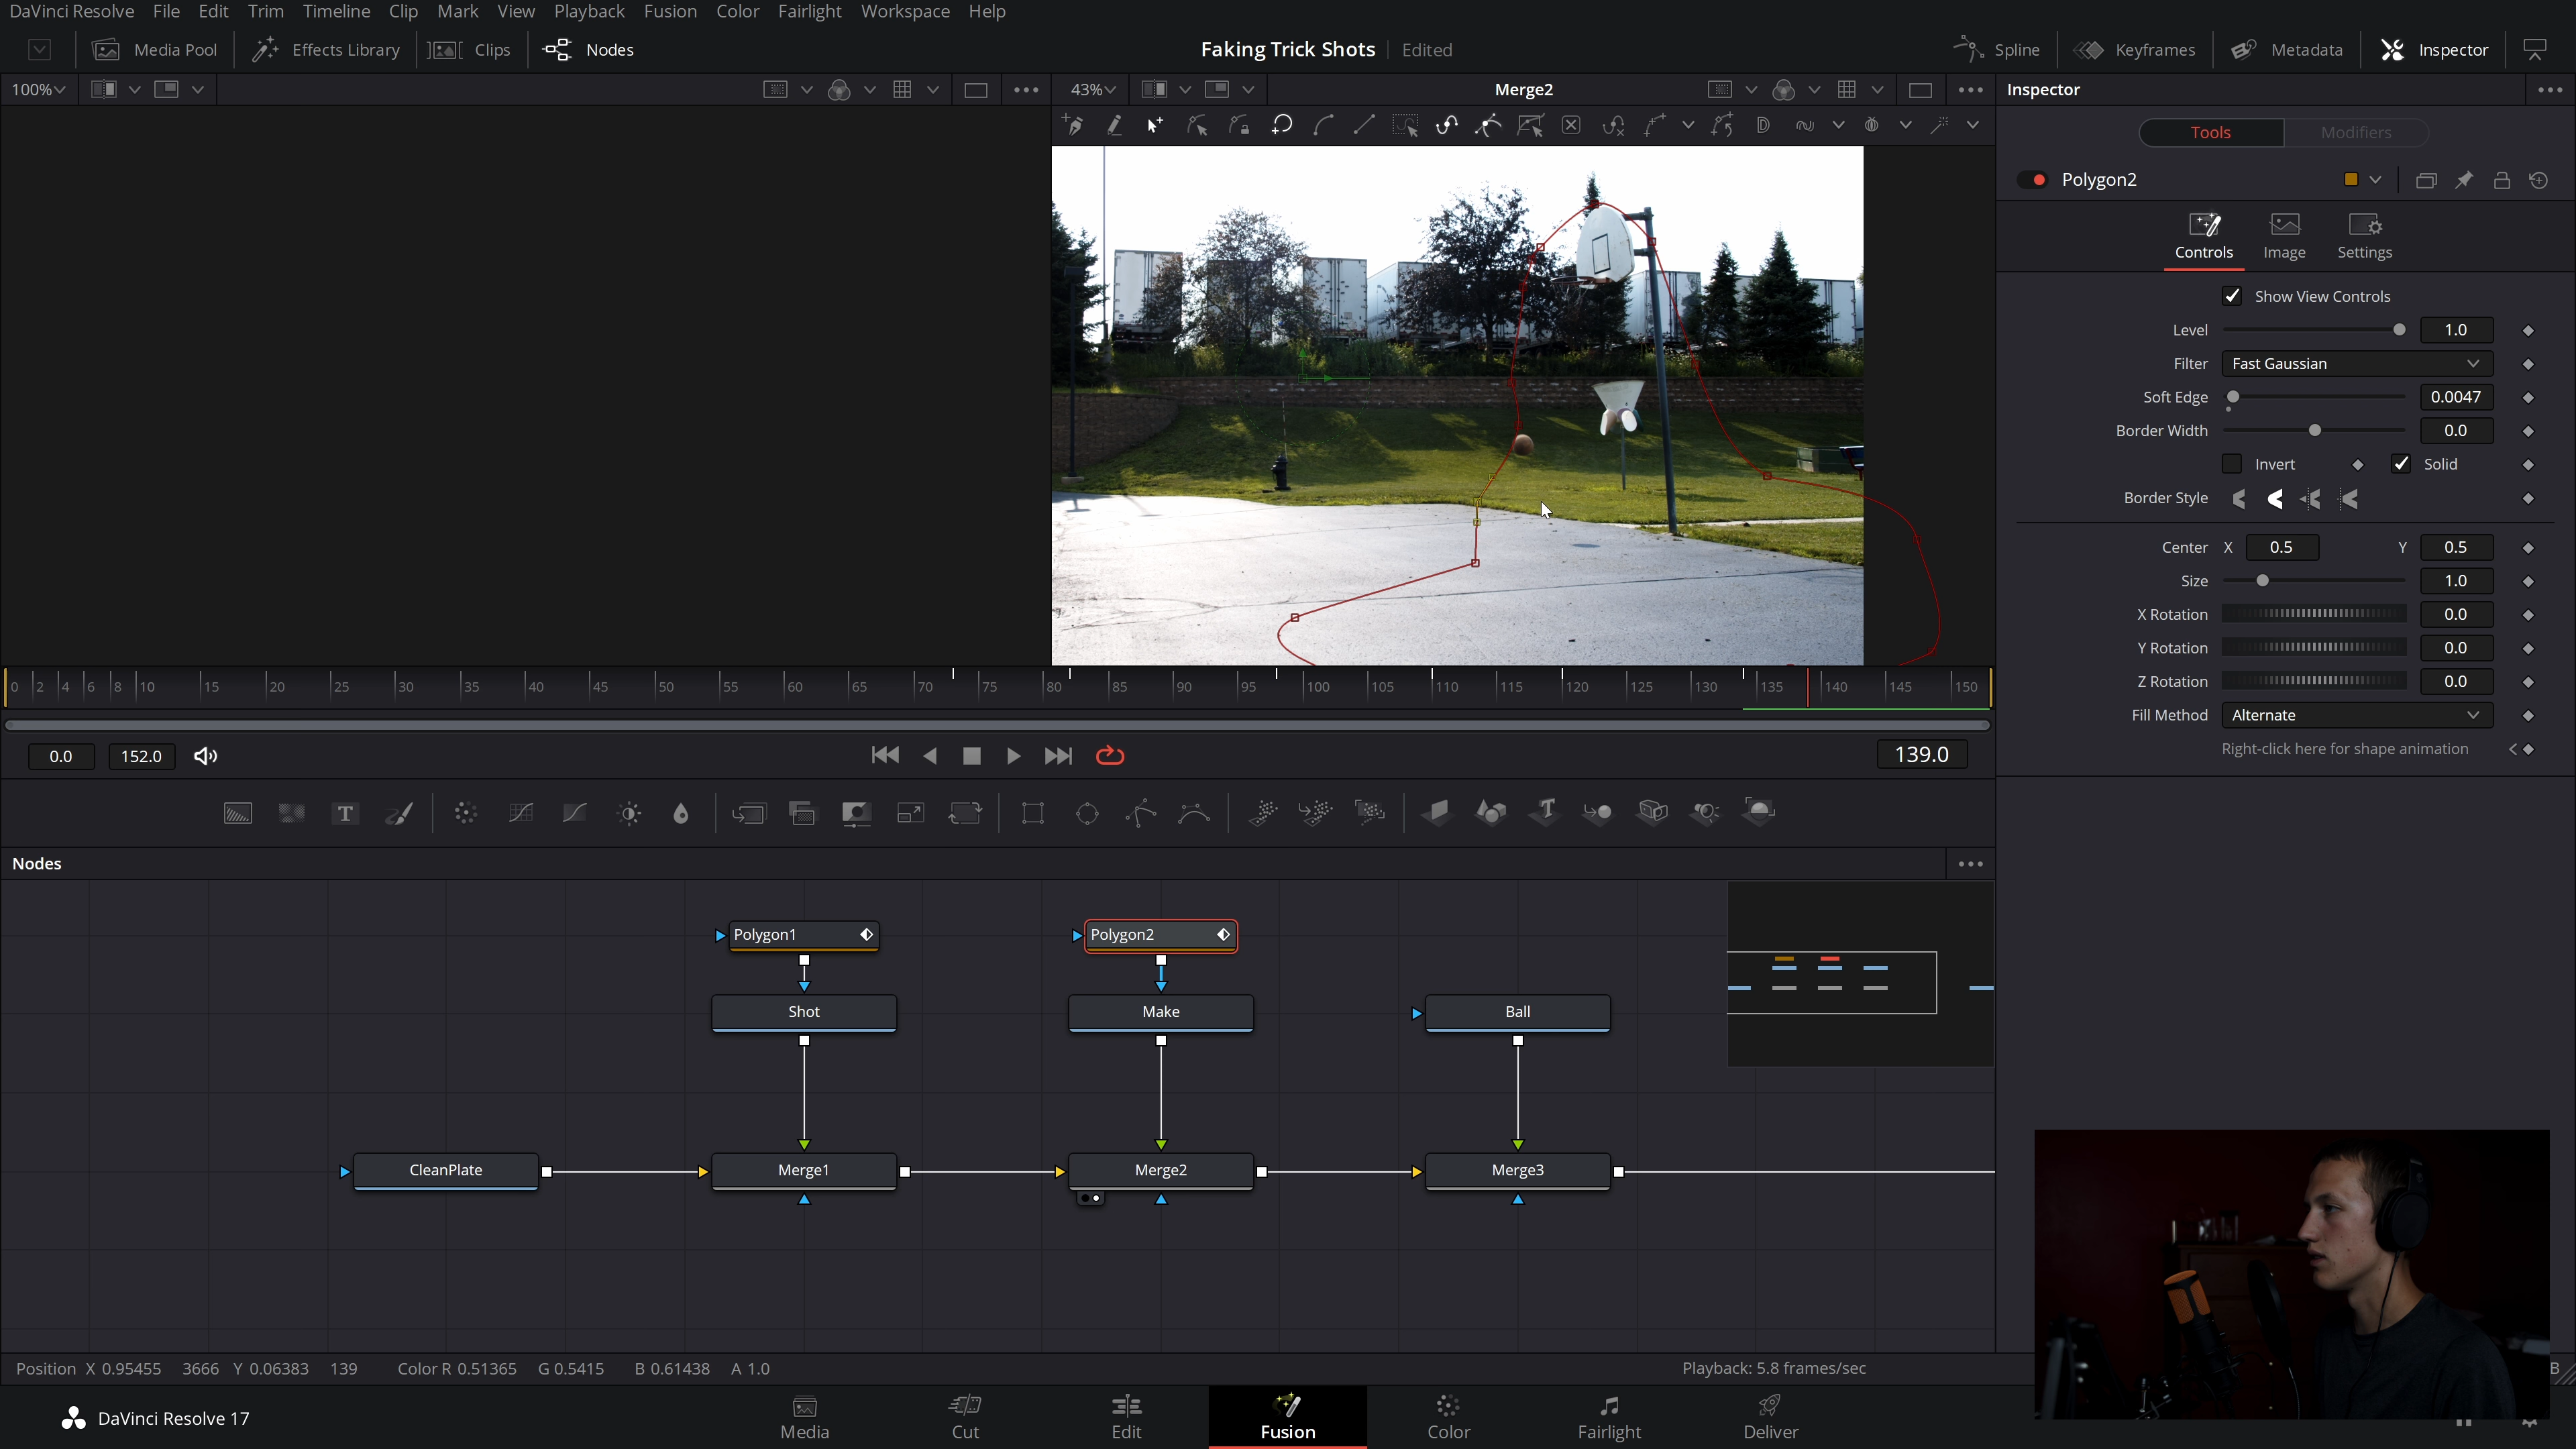 DaVinci Resolve File Edit Trim Timeline Clip Mark View Playback Fusion Color Fairlight Workspace Help
Media Pool Effects Library Clips Nodes Faking Trick Shots Edited Spline Keyframes Metadata Inspector
100% 43% Merge2 Inspector
Tools Modifiers
Polygon2
Controls Image Settings
Show View Controls
Level 1.0
Filter Fast Gaussian
Soft Edge 0.0047
Border Width 0.0
Invert Solid
Border Style
Center X 0.5 Y 0.5
Size 1.0
X Rotation 0.0
Y Rotation 0.0
Z Rotation 0.0
Fill Method Alternate
Right-click here for shape animation
0 2 4 6 8 10 15 20 25 30 35 40 45 50 55 60 65 70 75 80 85 90 95 100 105 110 115 120 125 130 135 140 145 150
0.0 152.0 139.0
T T
Nodes
Polygon1 Polygon2
Shot Make Ball
CleanPlate Merge1 Merge2 Merge3
Position X 0.95455 3666 Y 0.06383 139 Color R 0.51365 G 0.5415 B 0.61438 A 1.0 Playback: 5.8 frames/sec
DaVinci Resolve 17 Media Cut Edit Fusion Color Fairlight Deliver